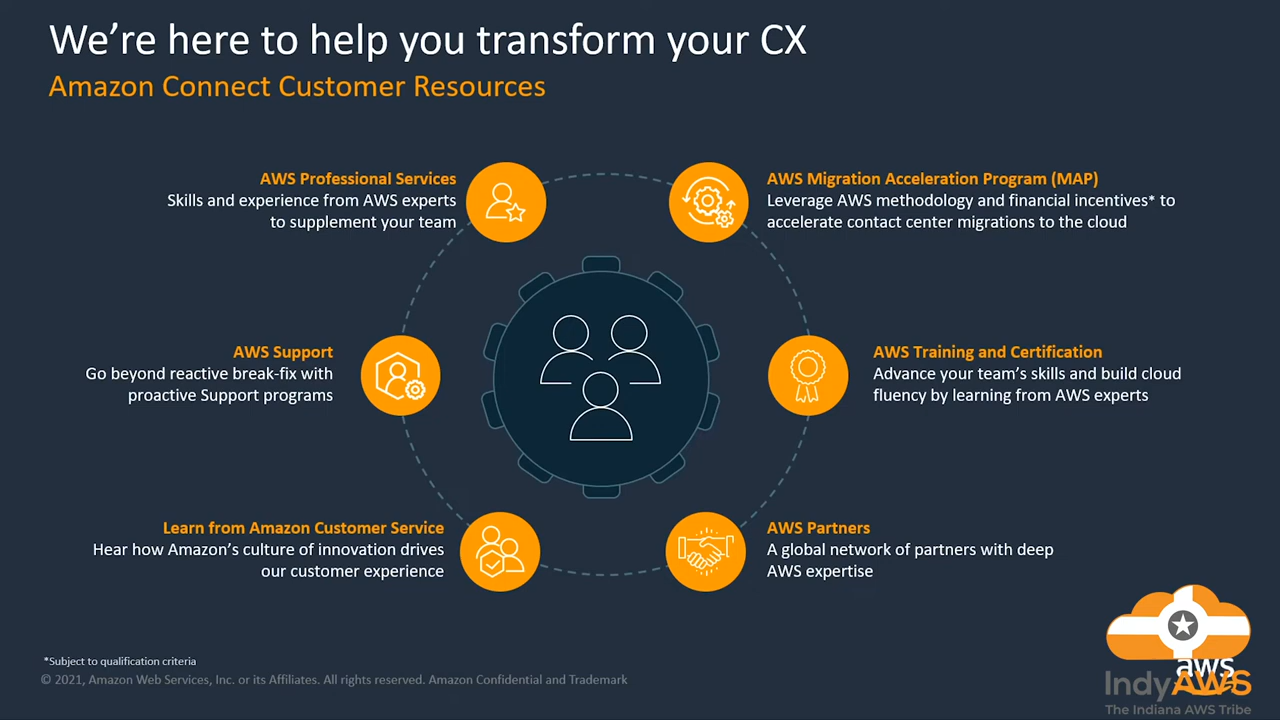 We're here to help you transform your CX
Amazon Connect Customer Resources
AWS Professional Services
Skills and experience from AWS experts
to supplement your team
AWS Migration Acceleration Program (MAP)
Leverage AWS methodology and financial incentives* to
accelerate contact center migrations to the cloud
AWS Support
Go beyond reactive break-fix with
proactive Support programs
AWS Training and Certification
Advance your team's skills and build cloud
fluency by learning from AWS experts
Learn from Amazon Customer Service
Hear how Amazon's culture of innovation drives
our customer experience
AWS Partners
A global network of partners with deep
AWS expertise
*Subject to qualification criteria
© 2021, Amazon Web Services, Inc. or its Affiliates. All rights reserved. Amazon Confidential and Trademark
aws
IndyAWS
The Indiana AWS Tribe